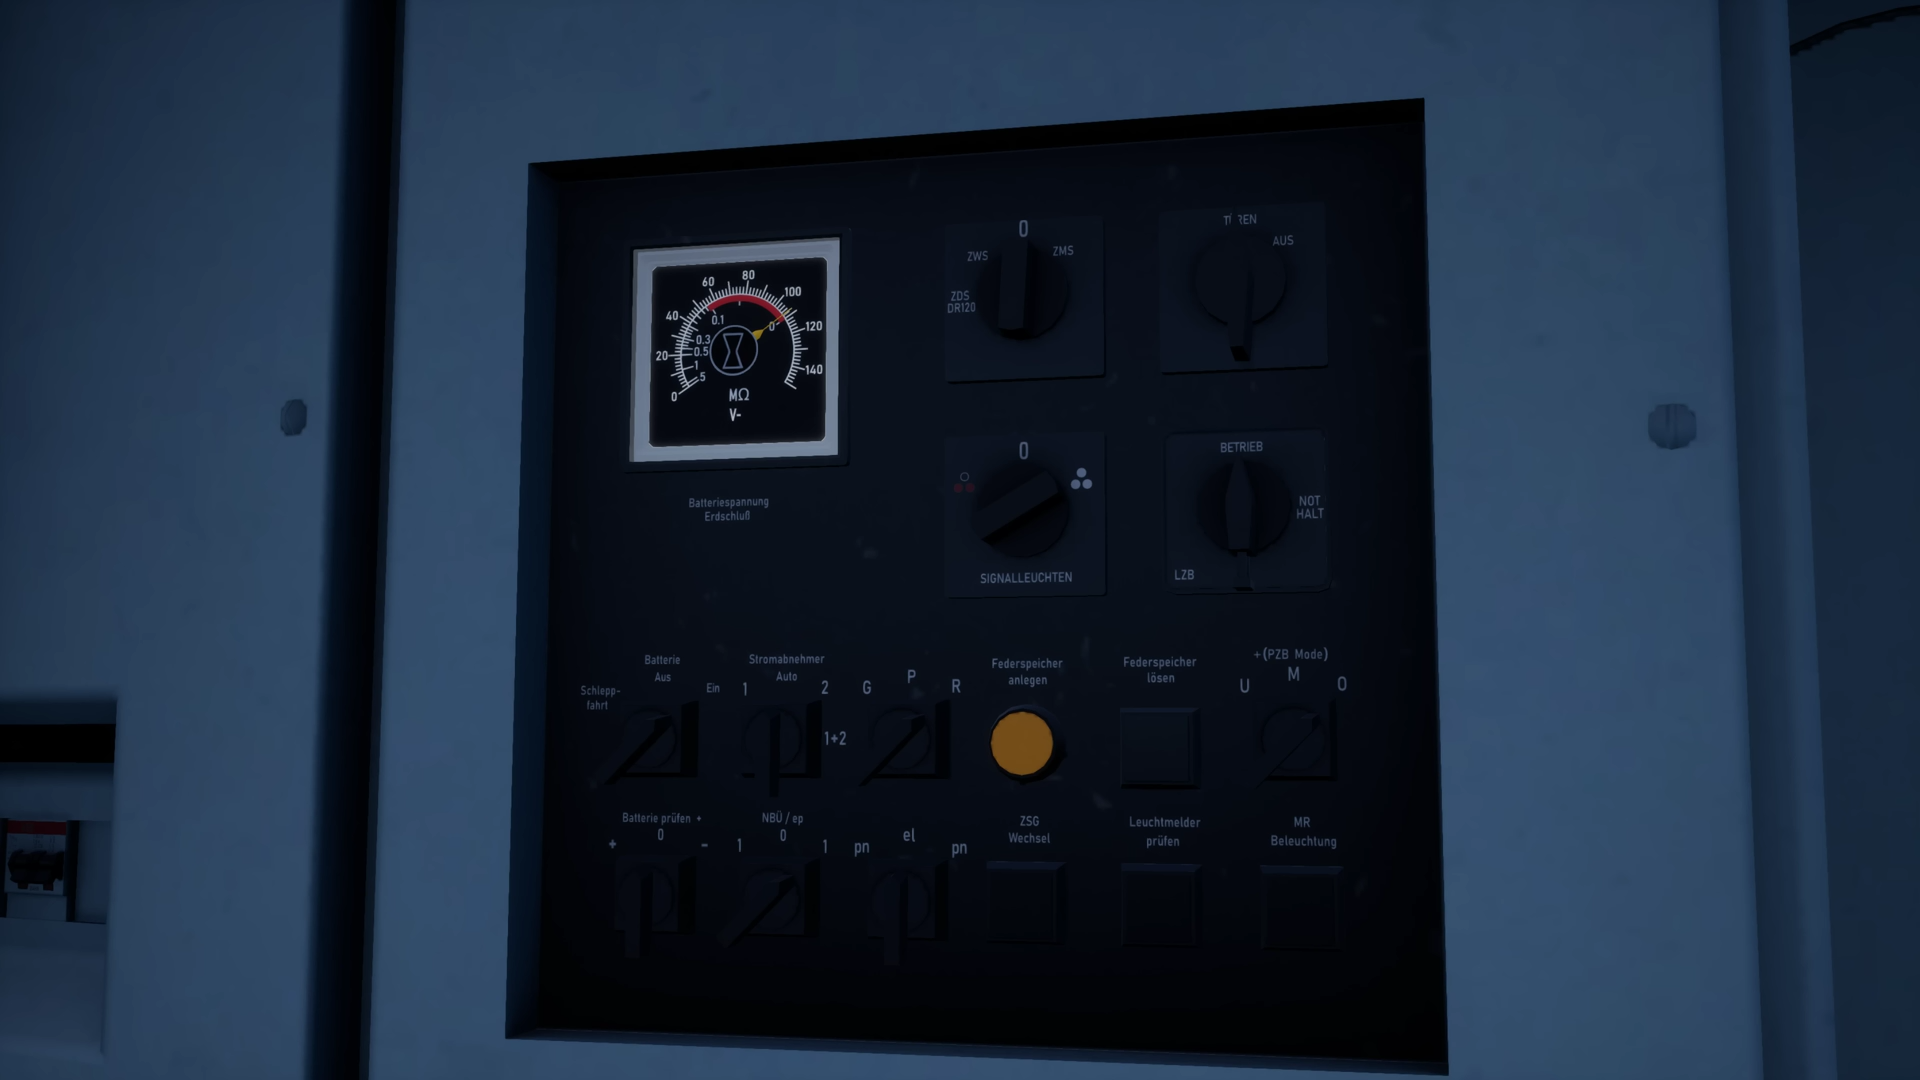 60 80 100
40 0.1 0 120
0.3
20 0.5
1 140
0 5
MΩ
V-
Batteriespannung
Erdschluß
0
ZWS ZMS
ZDS
DR120
AUS
0
SIGNALLEUCHTEN
BETRIEB
NOT
HALT
LZB
Batterie
Aus
Schlepp-
fahrt
Ein
Stromabnehmer
Auto
1 2
1+2
G P R
Federspeicher
anlegen
Federspeicher
lösen
+(PZB Mode)
U M O
Batterie prüfen +
0
+ -
NBÜ / ep
0
1 1
pn el pn
ZSG
Wechsel
Leuchtmelder
prüfen
MR
Beleuchtung